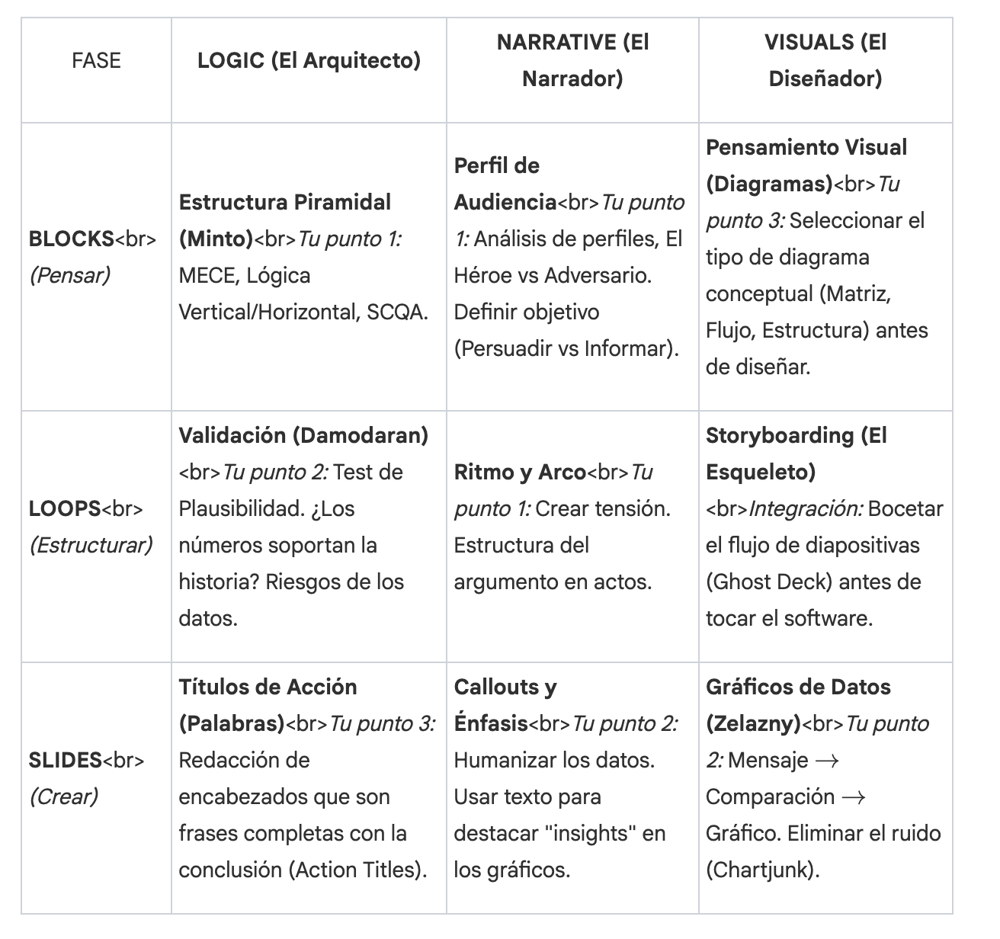 FASE
LOGIC (El Arquitecto)
NARRATIVE (El
Narrador)
VISUALS (El
Diseñador)
BLOCKS<br>
(Pensar)
Estructura Piramidal
(Minto)<br>Tu punto 1:
MECE, Lógica
Vertical/Horizontal, SCQA.
Perfil de
Audiencia<br>Tu punto
1: Análisis de perfiles, El
Héroe vs Adversario.
Definir objetivo
(Persuadir vs Informar).
Pensamiento Visual
(Diagramas)<br>Tu
punto 3: Seleccionar el
tipo de diagrama
conceptual (Matriz,
Flujo, Estructura) antes
de diseñar.
LOOPS<br>
(Estructurar)
Validación (Damodaran)
<br>Tu punto 2: Test de
Plausibilidad. ¿Los
números soportan la
historia? Riesgos de los
datos.
Ritmo y Arco<br>Tu
punto 1: Crear tensión.
Estructura del
argumento en actos.
Storyboarding (El
Esqueleto)
<br>Integración: Bocetar
el flujo de diapositivas
(Ghost Deck) antes de
tocar el software.
SLIDES<br>
(Crear)
Títulos de Acción
(Palabras)<br>Tu punto 3:
Redacción de
encabezados que son
frases completas con la
conclusión (Action Titles).
Callouts y
Énfasis<br>Tu punto 2:
Humanizar los datos.
Usar texto para
destacar "insights" en
los gráficos.
Gráficos de Datos
(Zelazny)<br>Tu punto
2: Mensaje →
Comparación →
Gráfico. Eliminar el ruido
(Chartjunk).